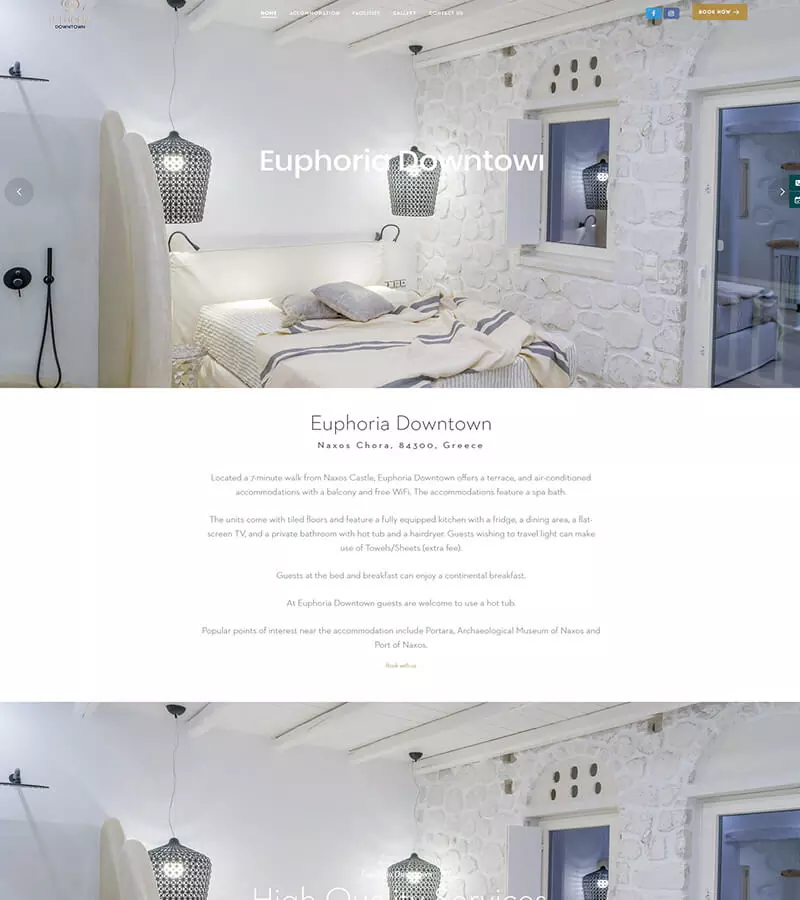 DOWNTOWN
HOME ACCOMMODATION FACILITIES GALLERY CONTACT US
BOOK NOW
Euphoria Downtown
Euphoria Downtown
Naxos Chora, 84300, Greece
Located a 7-minute walk from Naxos Castle, Euphoria Downtown offers a terrace, and air-conditioned
accommodations with a balcony and free WiFi. The accommodations feature a spa bath.
The units come with tiled floors and feature a fully equipped kitchen with a fridge, a dining area, a flat-
screen TV, and a private bathroom with hot tub and a hairdryer. Guests wishing to travel light can make
use of Towels/Sheets (extra fee).
Guests at the bed and breakfast can enjoy a continental breakfast.
At Euphoria Downtown guests are welcome to use a hot tub.
Popular points of interest near the accommodation include Portara, Archaeological Museum of Naxos and
Port of Naxos.
Book with us
High Quality Services